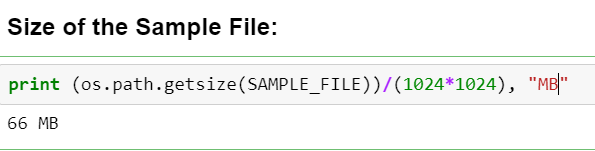 Size of the Sample File:
print (os.path.getsize(SAMPLE_FILE))/(1024*1024), "MB"
66 MB